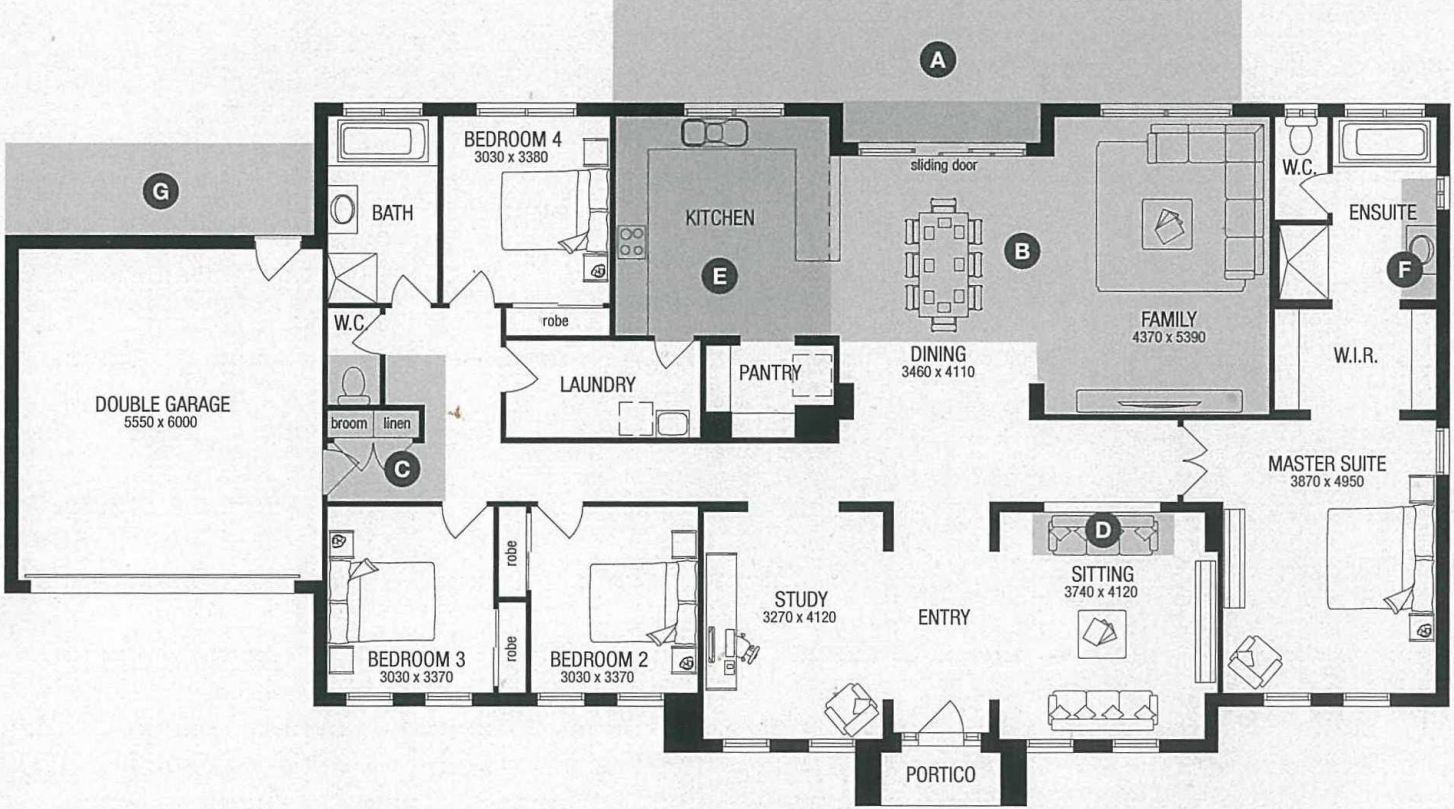 A
BEDROOM 4
3030 x 3380
sliding door
W.C.
G
BATH
KITCHEN
ENSUITE
B
E
F
robe
W.C.
FAMILY
4370 x 5390
DINING
3460 x 4110
W.I.R.
LAUNDRY
PANTRY
DOUBLE GARAGE
5550 x 6000
broom
linen
C
MASTER SUITE
3870 x 4950
D
robe
SITTING
3740 x 4120
STUDY
3270 x 4120
ENTRY
robe
BEDROOM 3
3030 x 3370
BEDROOM 2
3030 x 3370
PORTICO